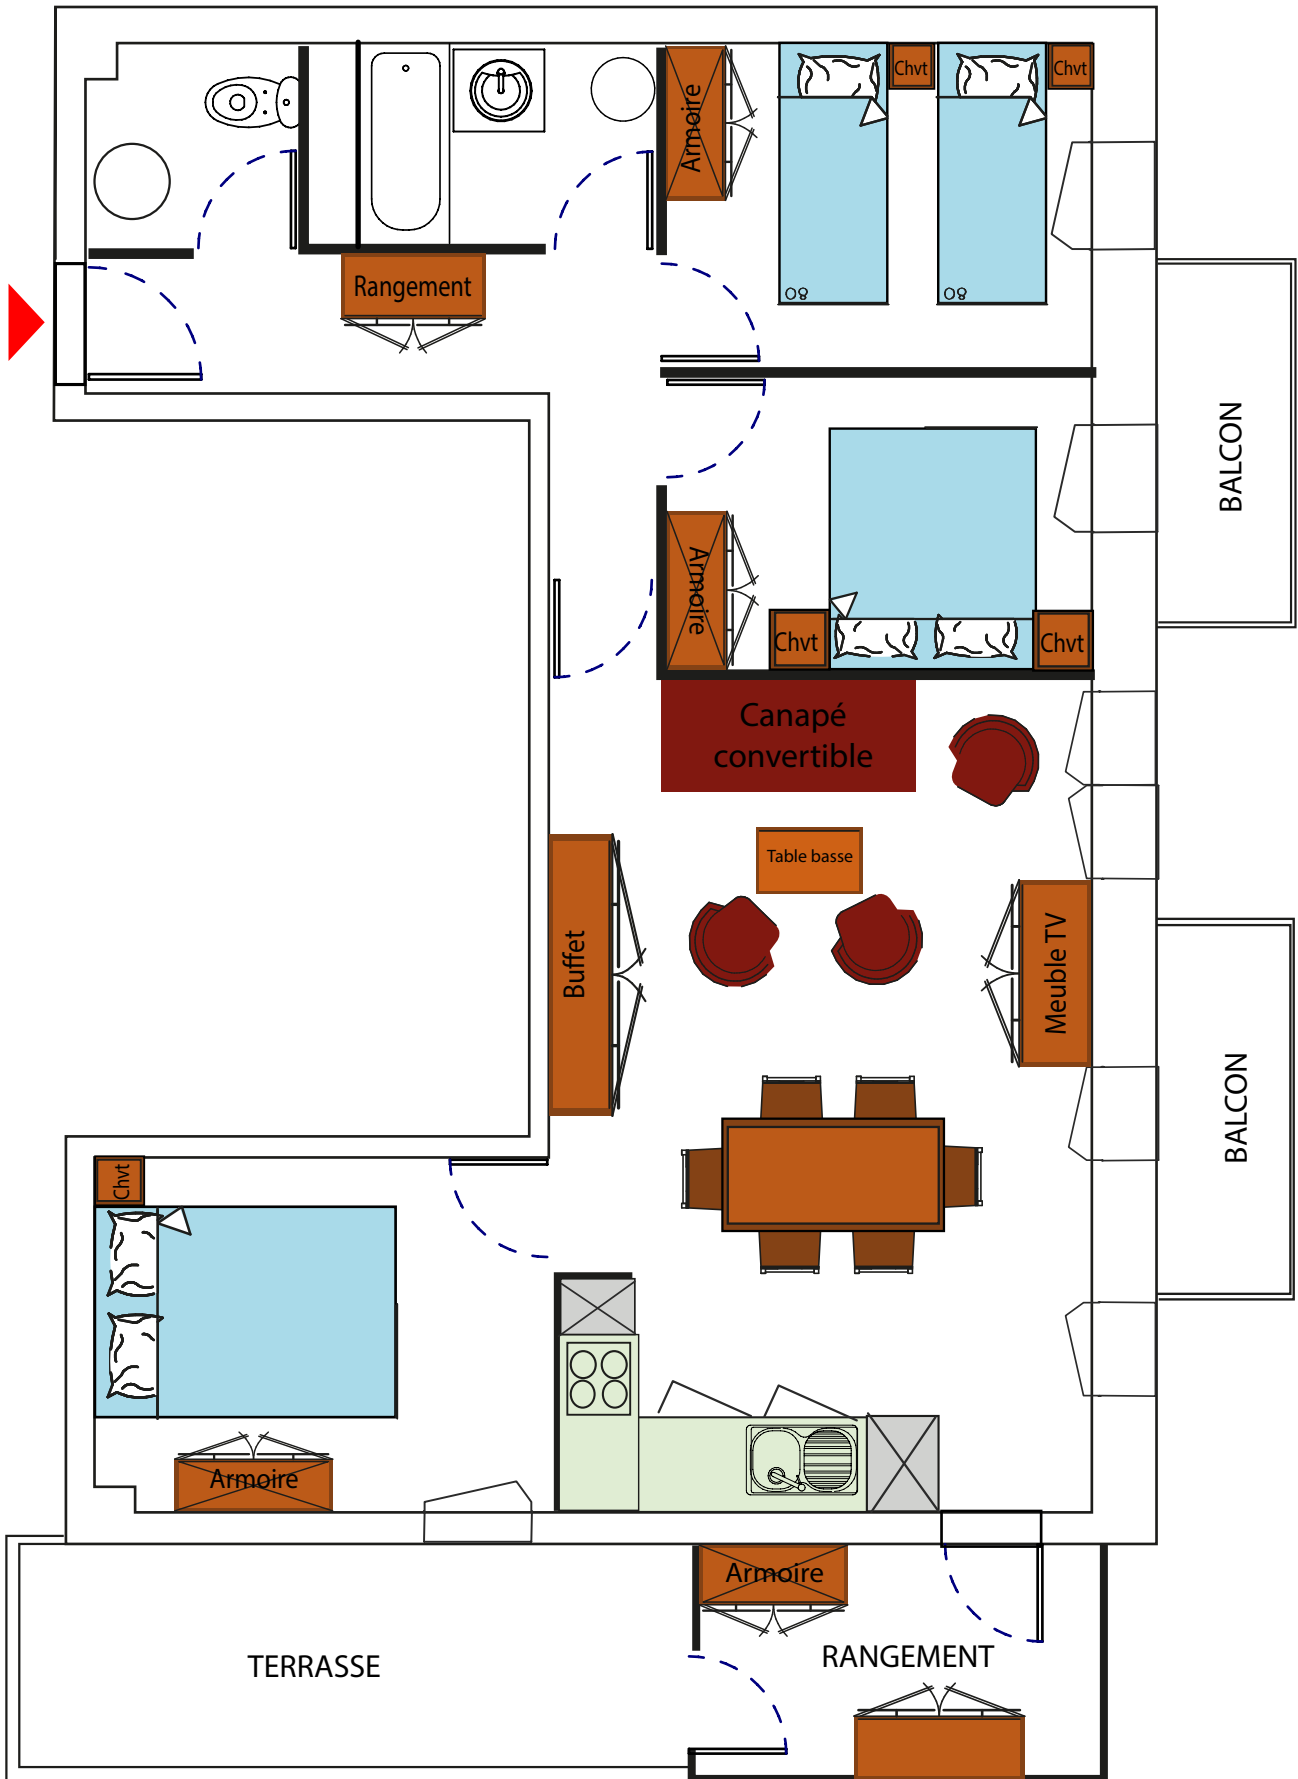 Armoire
Chvt
Chvt
Rangement
BALCON
Armoire
Chvt
Chvt
Canapé
convertible
Table basse
Buffet
Meuble TV
BALCON
Chvt
Armoire
Armoire
TERRASSE
RANGEMENT